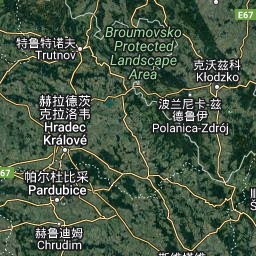 Broumovsko
Protected
Landscape
Area
E67
特鲁特诺夫
Trutnov
克沃兹科
Kłodzko
赫拉德茨
克拉洛韦
Hradec
Králové
波兰尼卡-兹
德鲁伊
Polanica-Zdrój
67
帕尔杜比采
Pardubice
赫鲁迪姆
Chrudim